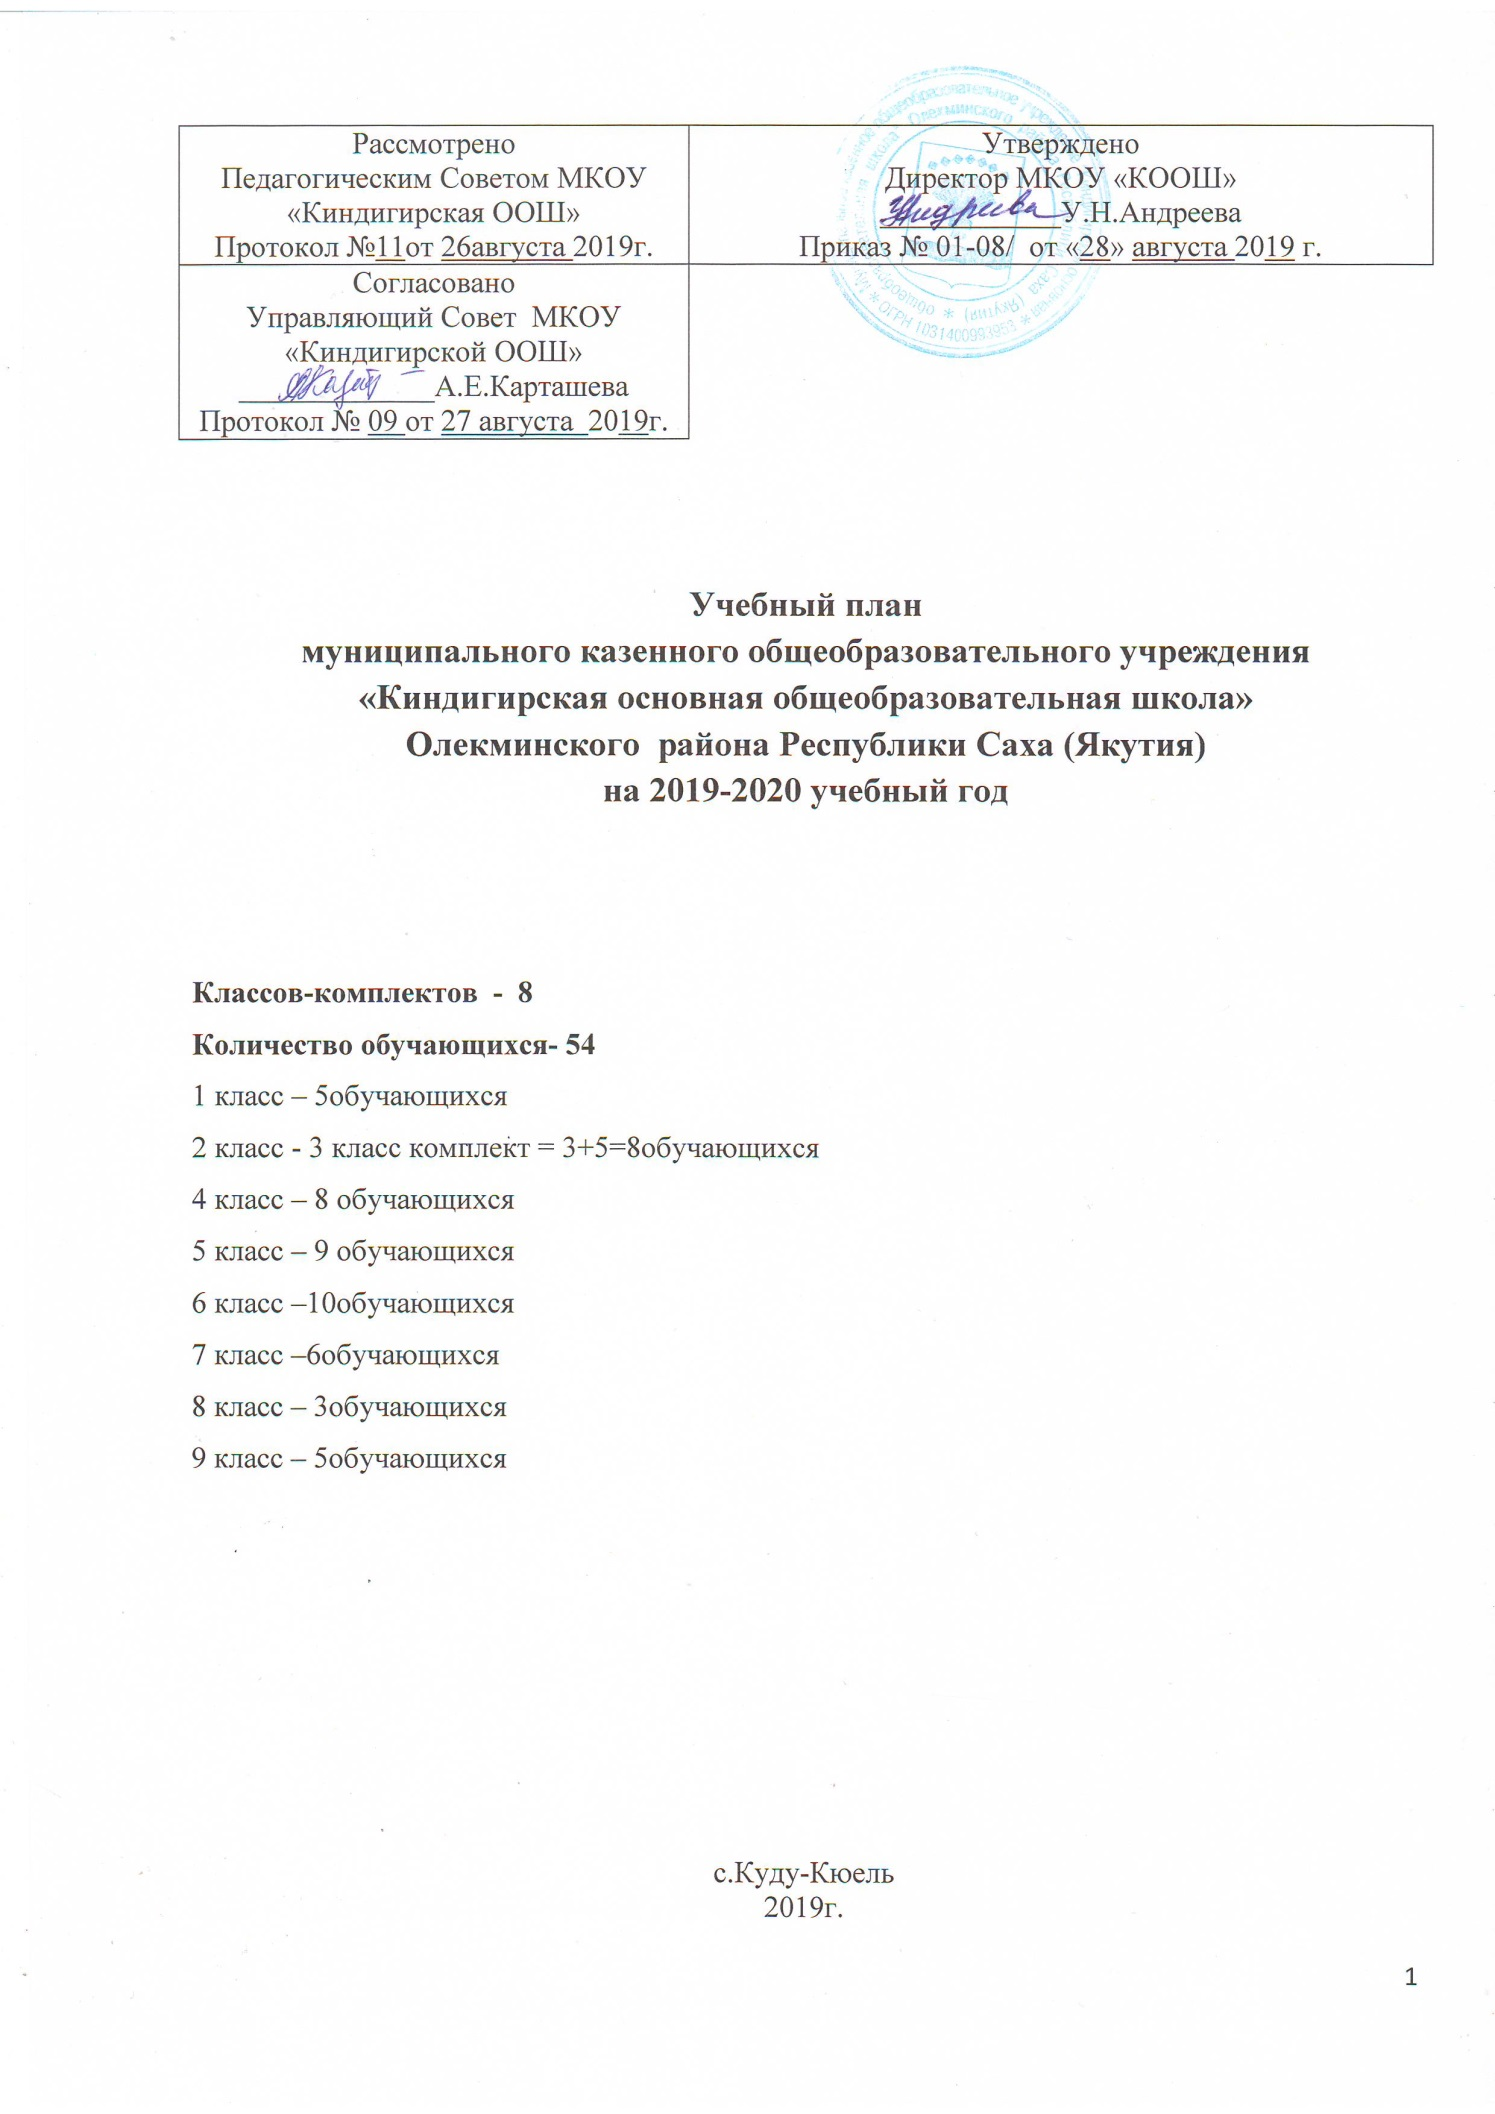 Рассмотрено
Педагогическим Советом МКОУ
«Киндигирская ООШ»
Протокол №11от 26августа 2019г.
Утверждено
Директор МКОУ «КООШ»
У.Н.Андреева
Приказ № 01-08/ от «28» августа 2019 г.
Согласовано
Управляющий Совет МКОУ
«Киндигирской ООШ»
А.Е.Карташева
Протокол № 09 от 27 августа 2019г.
ОГРН 1031400993953
Учебный план
муниципального казенного общеобразовательного учреждения
«Киндигирская основная общеобразовательная школа»
Олекминского района Республики Саха (Якутия)
на 2019-2020 учебный год
Классов-комплектов - 8
Количество обучающихся- 54
1 класс – 5обучающихся
2 класс - 3 класс комплект = 3+5=8обучающихся
4 класс – 8 обучающихся
5 класс – 9 обучающихся
6 класс –10обучающихся
7 класс –6обучающихся
8 класс – 3обучающихся
9 класс – 5обучающихся
с.Куду-Кюель
2019г.
1